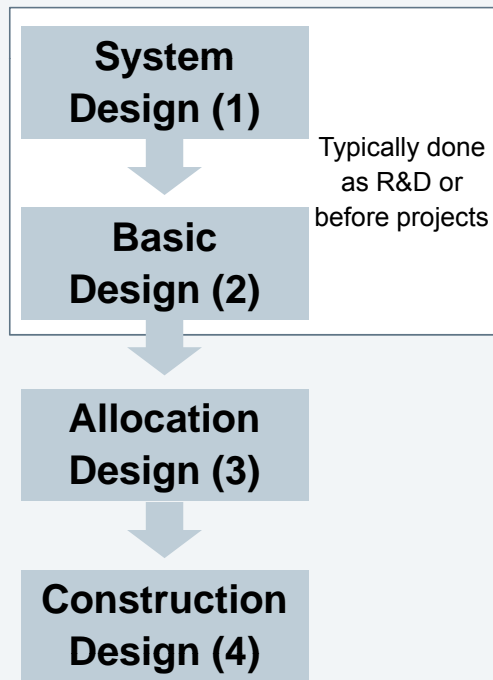 System
Design (1)
Typically done
as R&D or
before projects
Basic
Design (2)
Allocation
Design (3)
Construction
Design (4)